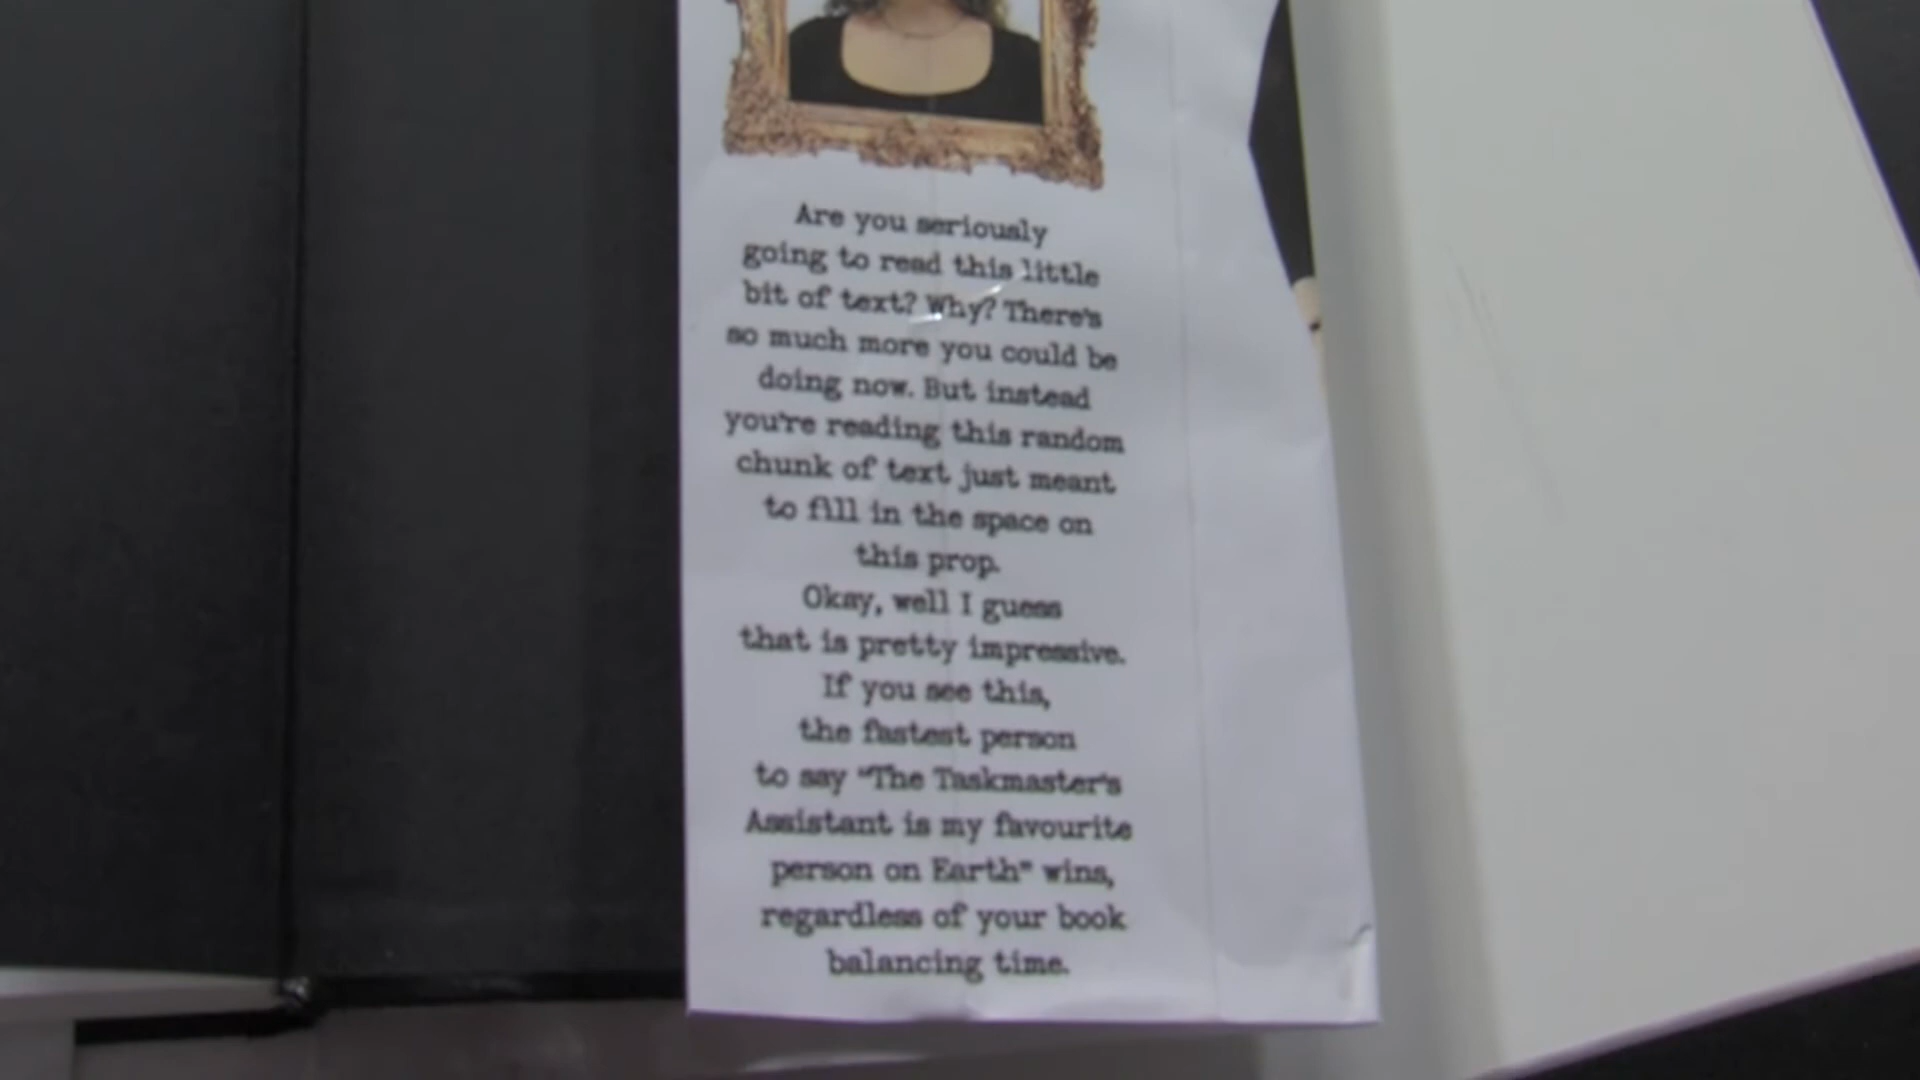 Are you seriously
going to read this little
bit of text? Why? There's
so much more you could be
doing now. But instead
you're reading this random
chunk of text just meant
to fill in the space on
this prop.
Okay, well I guess
that is pretty impressive.
If you see this,
the fastest person
to say "The Taskmaster's
Assistant is my favourite
person on Earth" wins,
regardless of your book
balancing time.